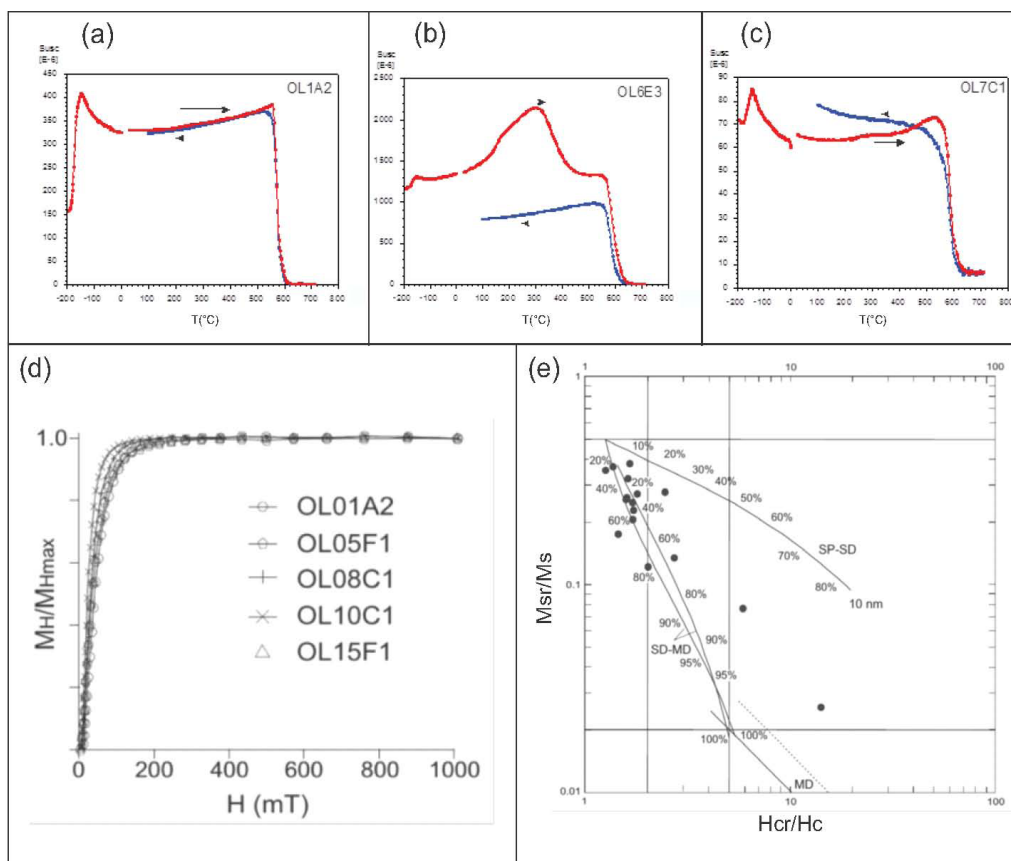 (a)
Susc
[E-6]
OL1A2
450
400
350
300
250
200
150
100
50
0
-200 -100 0 100 200 300 400 500 600 700 800
T(°C)
(b)
Susc
[E-6]
OL6E3
2500
2000
1500
1000
500
0
-200 -100 0 100 200 300 400 500 600 700 800
T(°C)
(c)
Susc
[E-6]
OL7C1
90
80
70
60
50
40
30
20
10
0
-200 -100 0 100 200 300 400 500 600 700 800
T(°C)
(d)
1.0
MH/MHmax
OL01A2
OL05F1
OL08C1
OL10C1
OL15F1
0 200 400 600 800 1000
H (mT)
(e)
1 10 100
1
0.1
0.01
Msr/Ms
10%
20%
30%
40%
50%
60%
70%
80%
SP-SD
10 nm
20%
40%
60%
80%
90%
95%
100%
20%
40%
60%
80%
90%
95%
100%
SD-MD
MD
1 10 100
Hcr/Hc